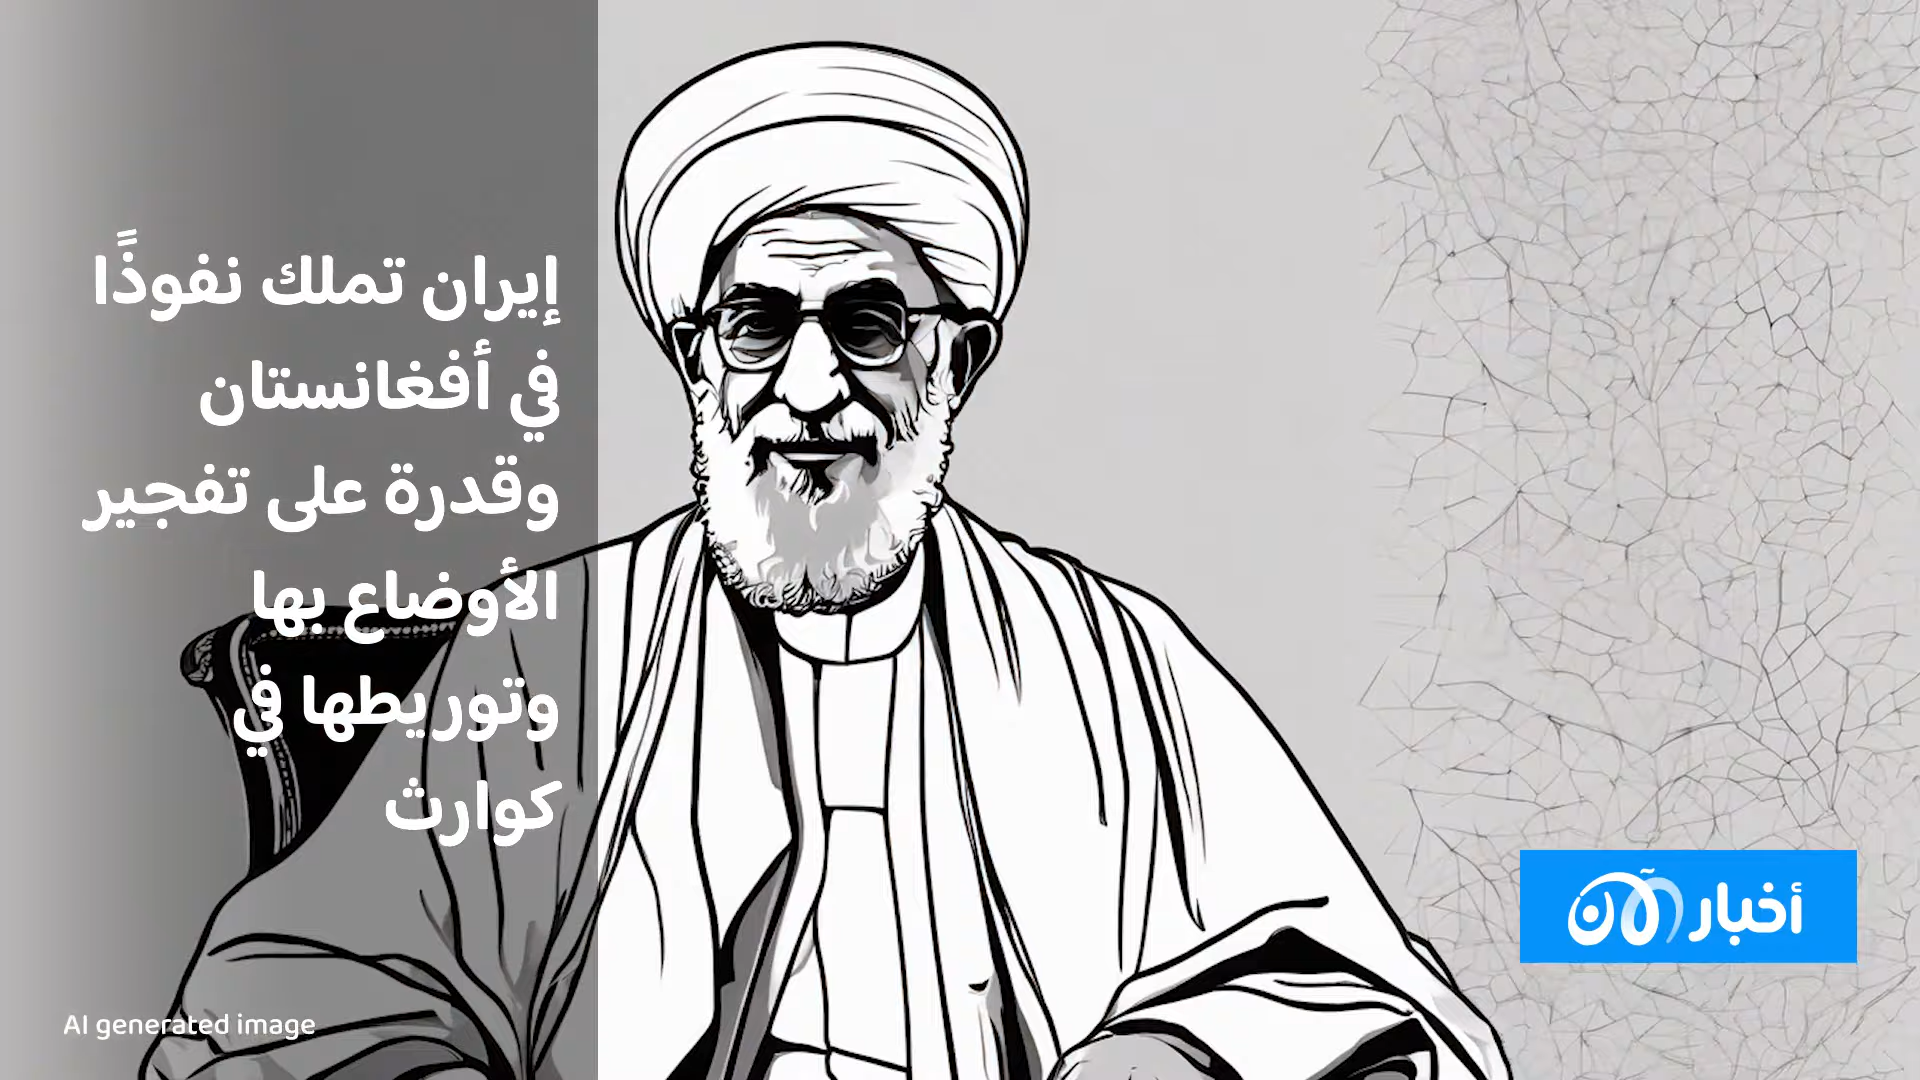 إيران تملك نفوذًا
في أفغانستان
وقدرة على تفجير
الأوضاع بها
وتوريطها في
كوارث
أخبار الآن
AI generated image